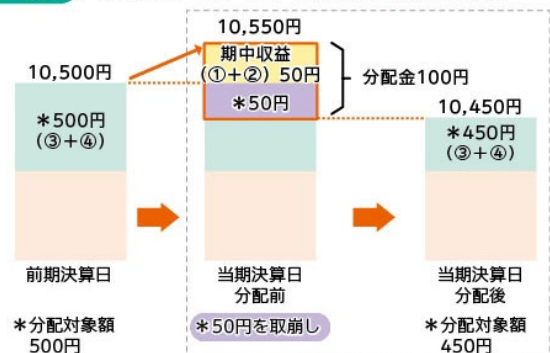 10,550円
期中収益
(①+②) 50円
*50円
分配金100円
10,500円
*500円
(③+④)
10,450円
*450円
(③+④)
前期決算日
当期決算日
分配前
当期決算日
分配後
*分配対象額
500円
*50円を取崩し
*分配対象額
450円